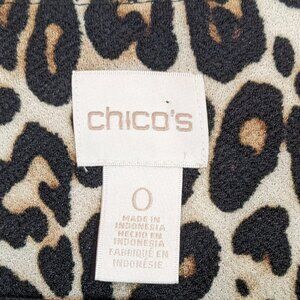 chico's
0
MADE IN
INDONESIA
HECHO EN
INDONESIA
FABRIQUÉ EN
INDONÉSIE